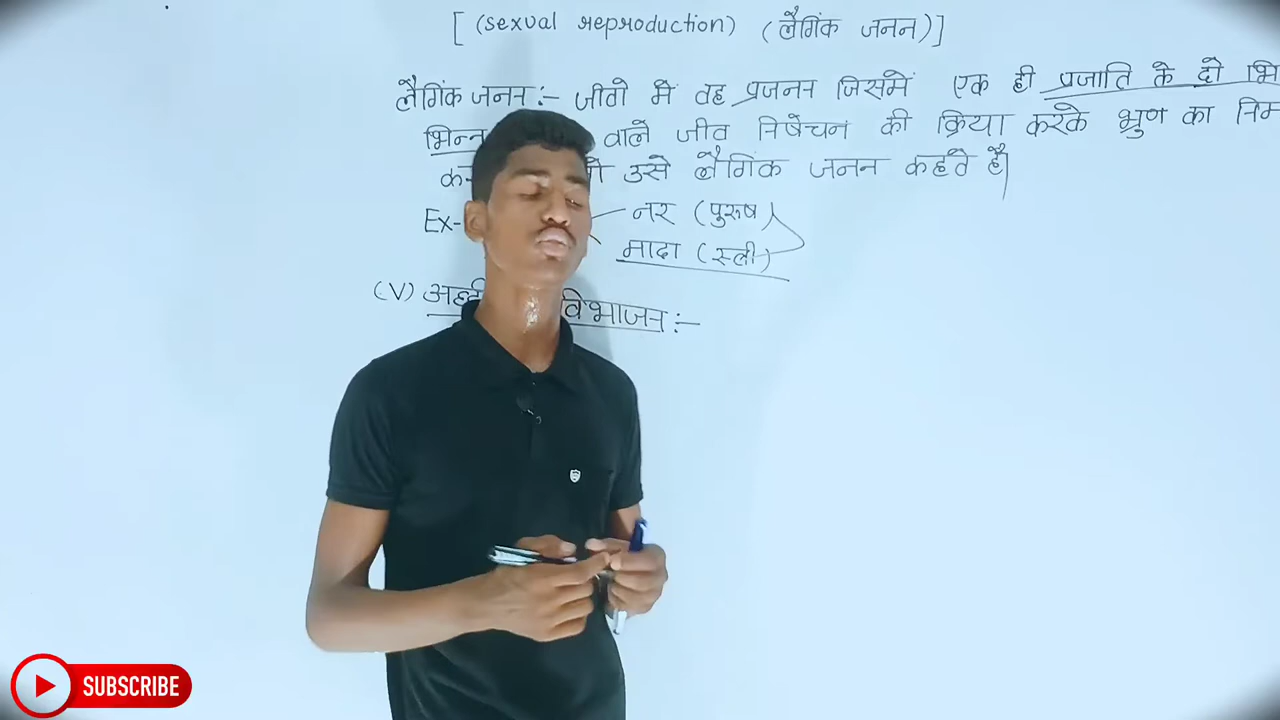 [ (sexual reproduction) (लैगिंक जनन)]
लैगिंक जनन:- जीवो में वह प्रजनन जिसमें एक ही प्रजाति के दो भि
भिन्न वाले जीव निषेचन की क्रिया करके भ्रुण का निम
उसे लैगिंक जनन कहते है|
Ex- नर (पुरुष)
मादा (स्त्री)
(V) विभाजन:-
SUBSCRIBE